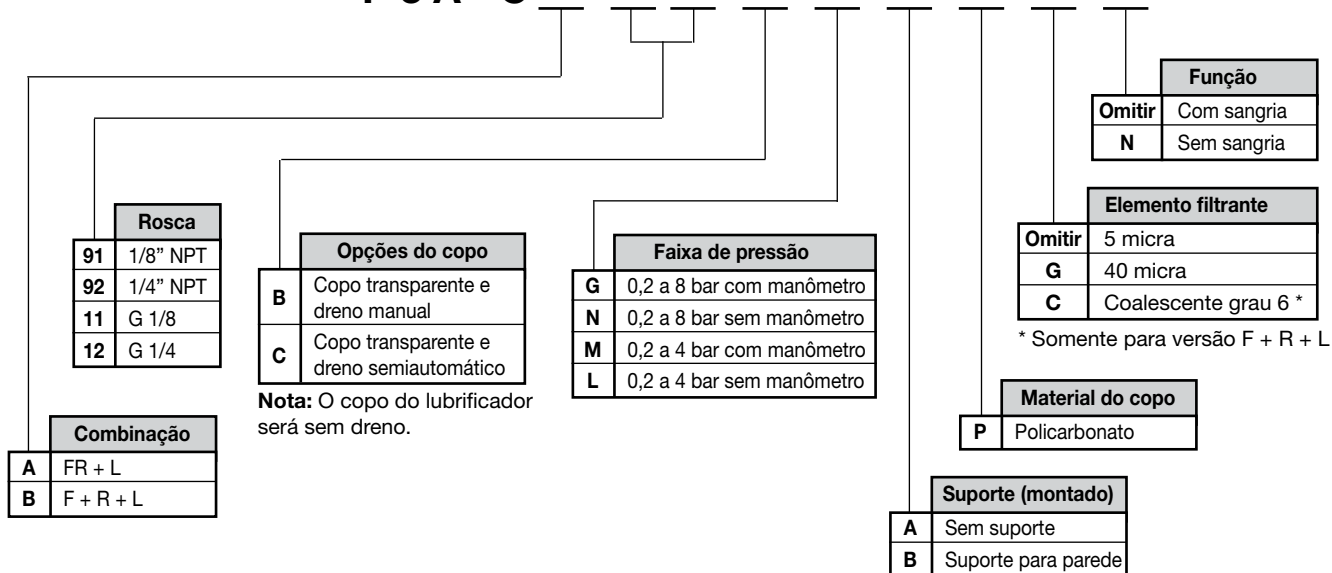 Função
Omitir Com sangria
N Sem sangria
Elemento filtrante
Omitir 5 micra
G 40 micra
C Coalescente grau 6 *
* Somente para versão F + R + L
Rosca
91 1/8” NPT
92 1/4” NPT
11 G 1/8
12 G 1/4
Opções do copo
B Copo transparente e
dreno manual
C Copo transparente e
dreno semiautomático
Nota: O copo do lubrificador
será sem dreno.
Faixa de pressão
G 0,2 a 8 bar com manômetro
N 0,2 a 8 bar sem manômetro
M 0,2 a 4 bar com manômetro
L 0,2 a 4 bar sem manômetro
Material do copo
P Policarbonato
Combinação
A FR + L
B F + R + L
Suporte (montado)
A Sem suporte
B Suporte para parede